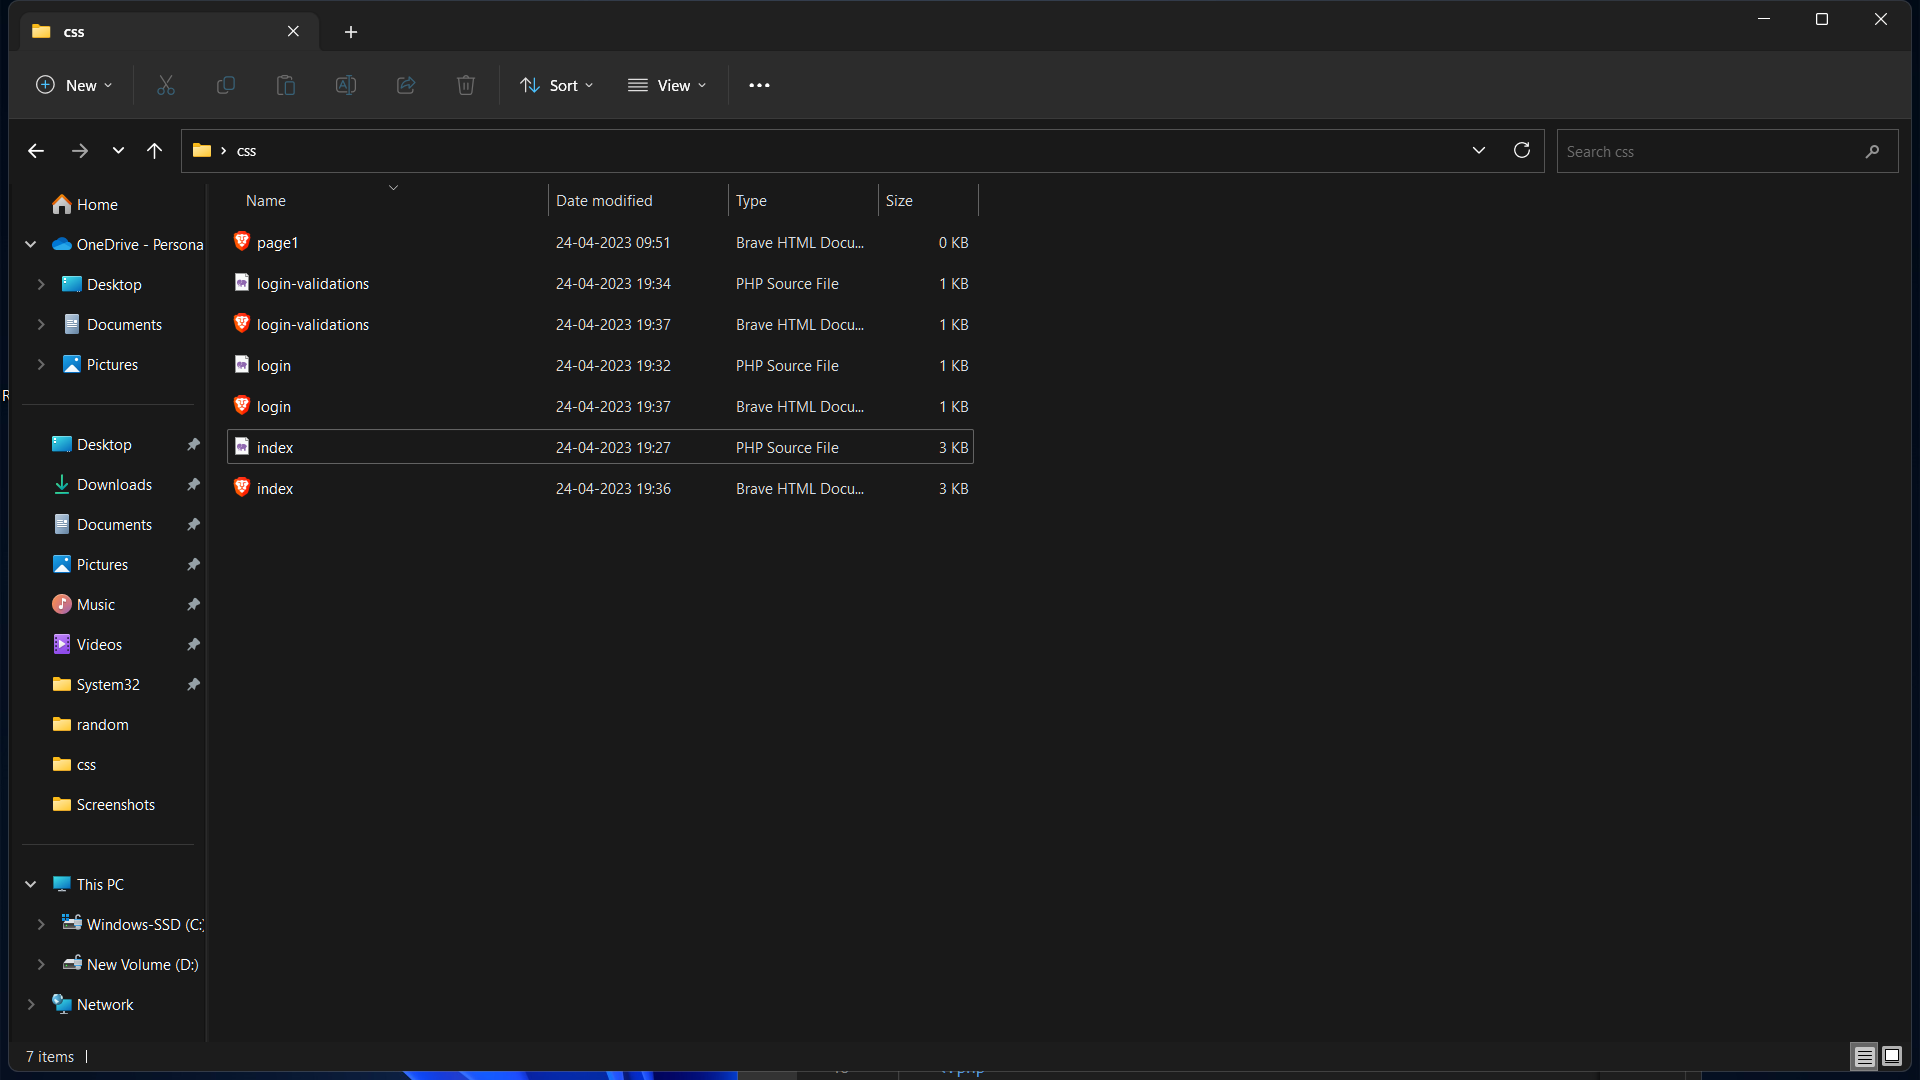 css
New
Sort
View
css
Search css
Home
OneDrive - Persona
Desktop
Documents
Pictures
Desktop
Downloads
Documents
Pictures
Music
Videos
System32
random
css
Screenshots
This PC
Windows-SSD (C:)
New Volume (D:)
Network
Name Date modified Type Size
page1 24-04-2023 09:51 Brave HTML Docu... 0 KB
login-validations 24-04-2023 19:34 PHP Source File 1 KB
login-validations 24-04-2023 19:37 Brave HTML Docu... 1 KB
login 24-04-2023 19:32 PHP Source File 1 KB
login 24-04-2023 19:37 Brave HTML Docu... 1 KB
index 24-04-2023 19:27 PHP Source File 3 KB
index 24-04-2023 19:36 Brave HTML Docu... 3 KB
7 items